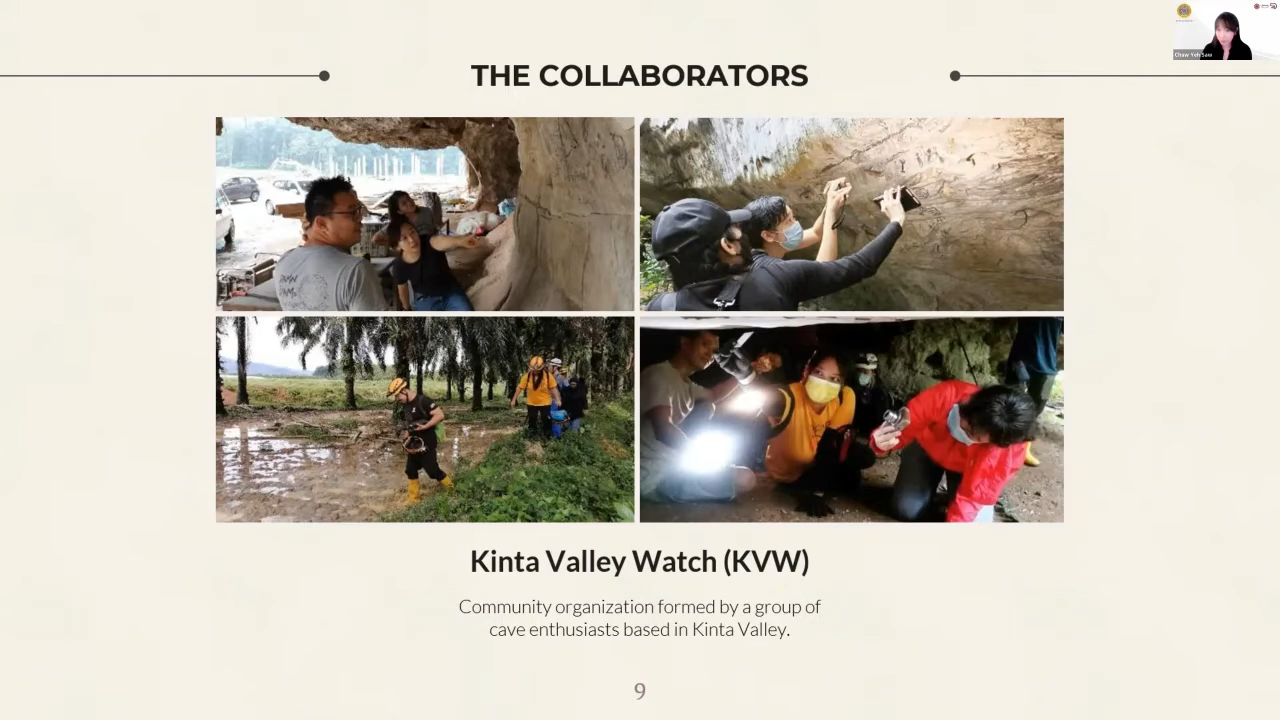 THE COLLABORATORS
Kinta Valley Watch (KVW)
Community organization formed by a group of
cave enthusiasts based in Kinta Valley.
9